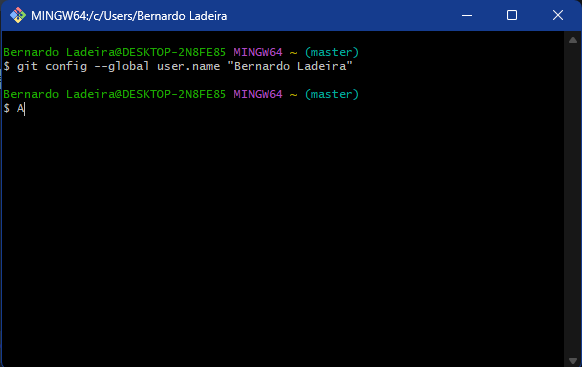 MINGW64:/c/Users/Bernardo Ladeira
Bernardo Ladeira@DESKTOP-2N8FE85 MINGW64 ~ (master)
$ git config --global user.name "Bernardo Ladeira"
Bernardo Ladeira@DESKTOP-2N8FE85 MINGW64 ~ (master)
$ A